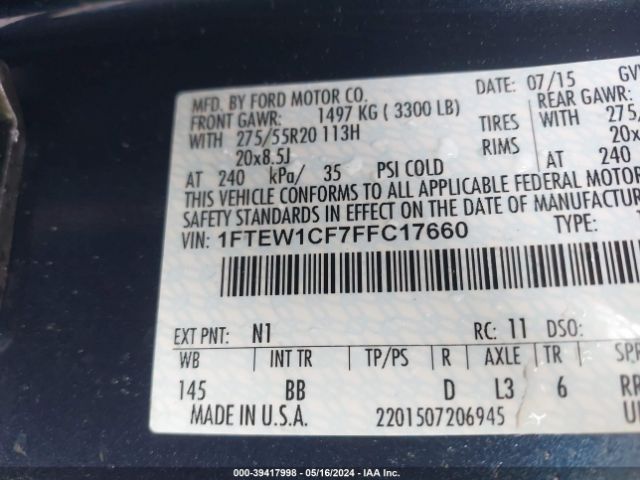 MFD. BY FORD MOTOR CO.
DATE: 07/15
FRONT GAWR: 1497 KG ( 3300 LB)
REAR GAWR:
WITH 275/55R20 113H TIRES WITH 275/
20x8.5J RIMS 20x
AT 240 kPa/ 35 PSI COLD AT 240
THIS VEHICLE CONFORMS TO ALL APPLICABLE FEDERAL MOTOR
SAFETY STANDARDS IN EFFECT ON THE DATE OF MANUFA
VIN: 1FTEW1CF7FFC17660 TYPE:
EXT PNT: N1 RC: 11 DSO:
WB INT TR TP/PS R AXLE TR SPR
145 BB D L3 6
MADE IN U.S.A. 2201507206945
000-39417998 - 05/16/2024 - IAA Inc.